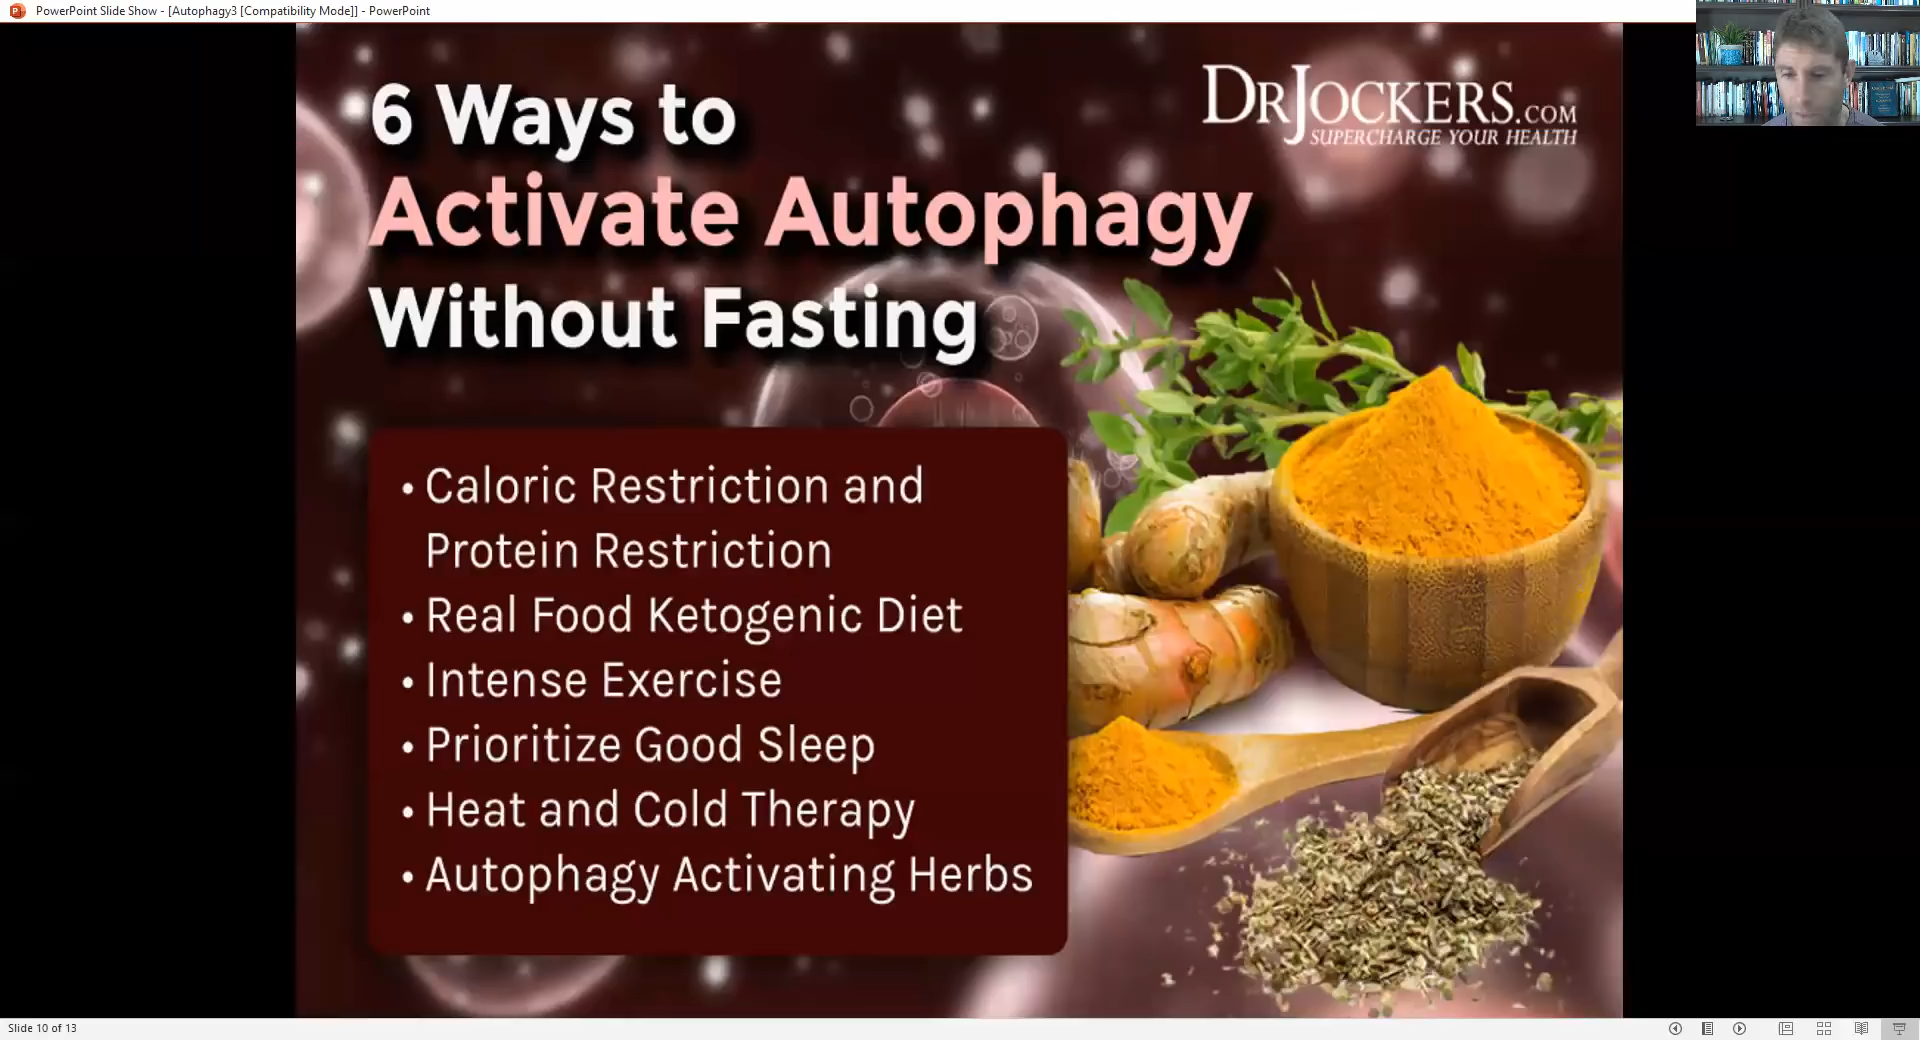 PowerPoint Slide Show - [Autophagy3 [Compatibility Mode]] - PowerPoint
6 Ways to
Activate Autophagy
Without Fasting
DRJOCKERS.COM
SUPERCHARGE YOUR HEALTH
• Caloric Restriction and
Protein Restriction
• Real Food Ketogenic Diet
• Intense Exercise
• Prioritize Good Sleep
• Heat and Cold Therapy
• Autophagy Activating Herbs
Slide 10 of 13